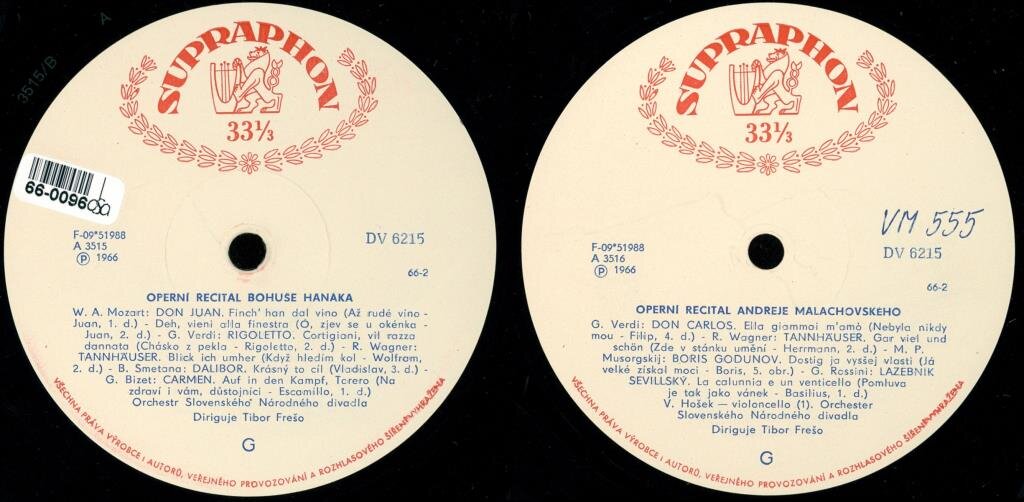 3515/B
A
SUPRAPHON
33⅓
66-0096
F-09*51988
A 3515
Ⓟ 1966
DV 6215
66-2
OPERNÍ RECITAL BOHUSE HANÁKA
W. A. Mozart: DON JUAN. Finch' han dal vino (Až rudé víno -
Juan, 1. d.) - Deh, vieni alla finestra (Ó, zjev se u okénka -
Juan, 2. d.) - G. Verdi: RIGOLETTO. Cortigiani, vil razza
dannata (Chásko z pekla - Rigoletto, 2. d.) - R. Wagner:
TANNHÄUSER. Blick ich umher (Když hledím kol - Wolfram,
2. d.) - B. Smetana: DALIBOR. Krásný to cíl (Vladislav, 3. d.) -
G. Bizet: CARMEN. Auf in den Kampf, Torero (Na
zdraví i vám, důstojníci - Escamillo, 1. d.)
Orchestr Slovenského Národného divadla
Diriguje Tibor Frešo
G
VŠECHNA PRÁVA VÝROBCE I AUTORŮ, VEŘEJNÉHO PROVOZOVÁNÍ A ROZHLASOVÉHO ŠÍŘENÍ VYHRAŽENA
SUPRAPHON
33⅓
VM 555
F-09*51988
A 3516
Ⓟ 1966
DV 6215
66-2
OPERNÍ RECITAL ANDREJE MALACHOVSKÉHO
G. Verdi: DON CARLOS. Ella giammai m'amò (Nebyla nikdy
mou - Filip, 4. d.) - R. Wagner: TANNHÄUSER. Gar viel und
schön (Zde v stánku umění - Herrmann, 2. d.) - M. P.
Musorgskij: BORIS GODUNOV. Dostig ja vyššej vlasti (Já
velké získal moci - Boris, 5. obr.) - G. Rossini: LAZEBNÍK
SEVILLSKÝ. La calunnia e un venticello (Pomluva
je tak jako vánek - Basilius, 1. d.)
V. Hošek — violoncello (1). Orchester
Slovenského Národného divadla
Diriguje Tibor Frešo
G
VŠECHNA PRÁVA VÝROBCE I AUTORŮ, VEŘEJNÉHO PROVOZOVÁNÍ A ROZHLASOVÉHO ŠÍŘENÍ VYHRAŽENA